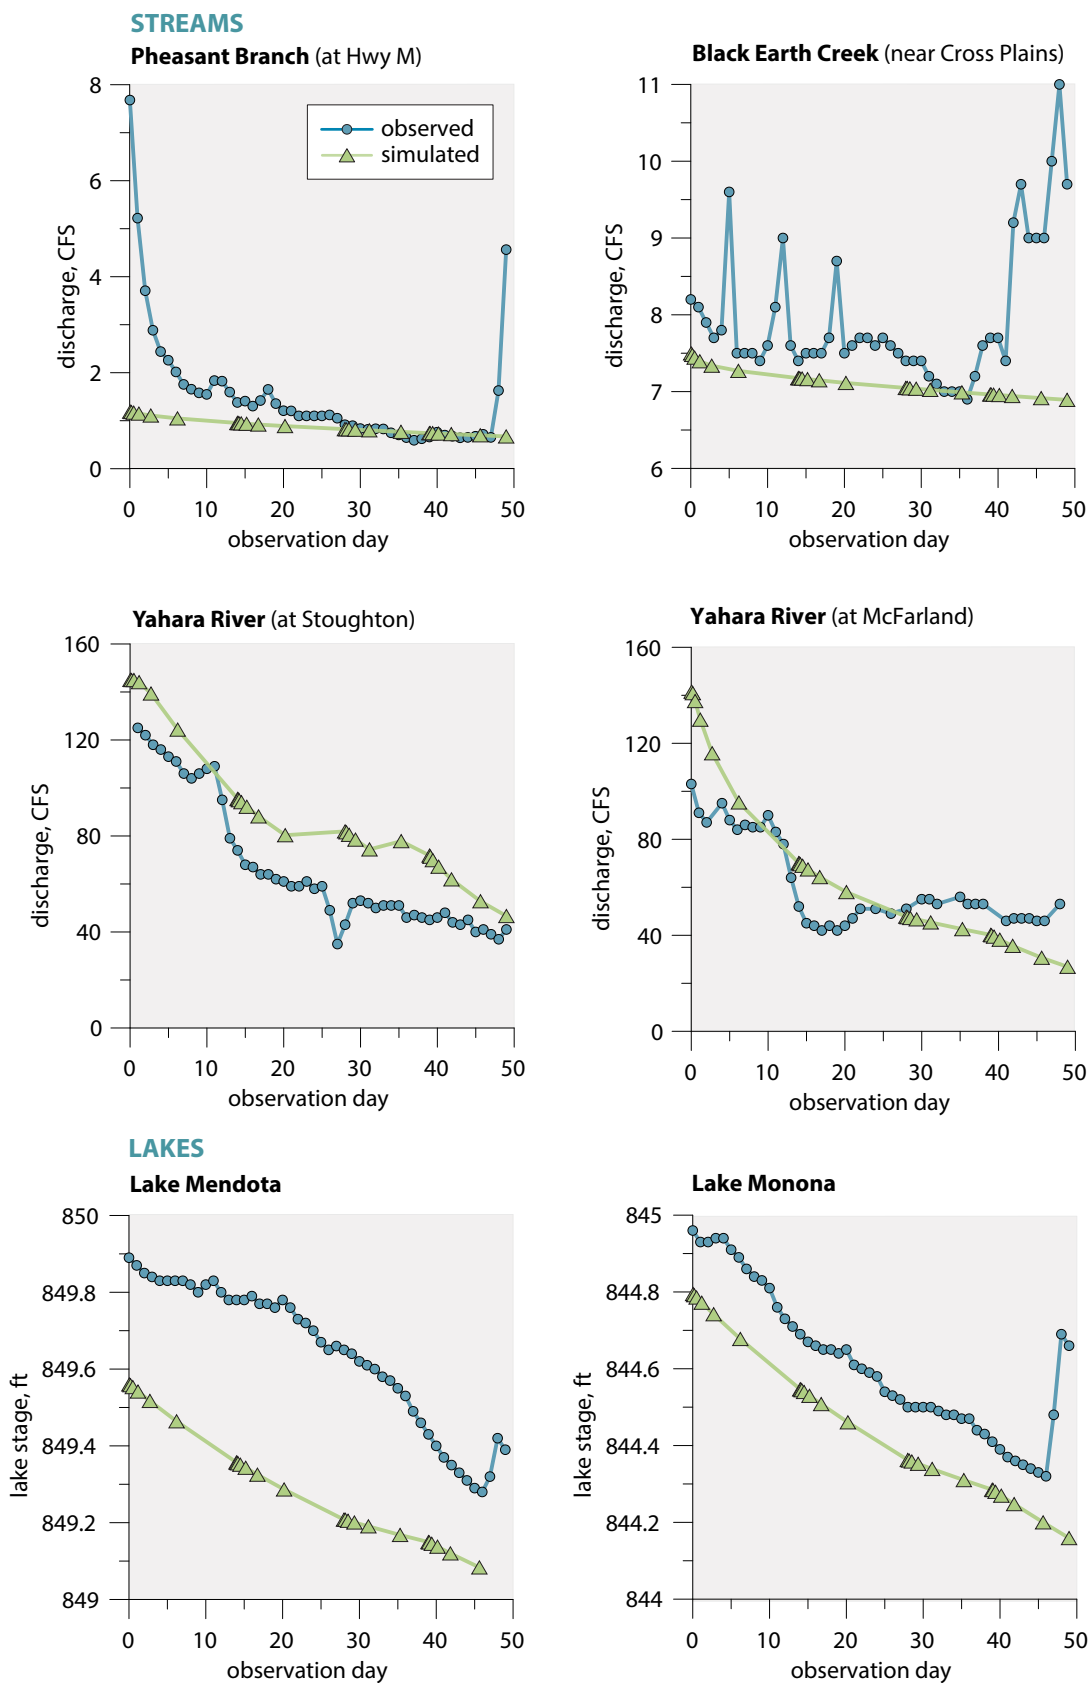 STREAMS
Pheasant Branch (at Hwy M)
8
6
4
2
0
discharge, CFS
observed
simulated
0 10 20 30 40 50
observation day
Black Earth Creek (near Cross Plains)
11
10
9
8
7
6
discharge, CFS
0 10 20 30 40 50
observation day
Yahara River (at Stoughton)
160
120
80
40
0
discharge, CFS
0 10 20 30 40 50
observation day
Yahara River (at McFarland)
160
120
80
40
0
discharge, CFS
0 10 20 30 40 50
observation day
LAKES
Lake Mendota
850
849.8
849.6
849.4
849.2
849
lake stage, ft
0 10 20 30 40 50
observation day
Lake Monona
845
844.8
844.6
844.4
844.2
844
lake stage, ft
0 10 20 30 40 50
observation day